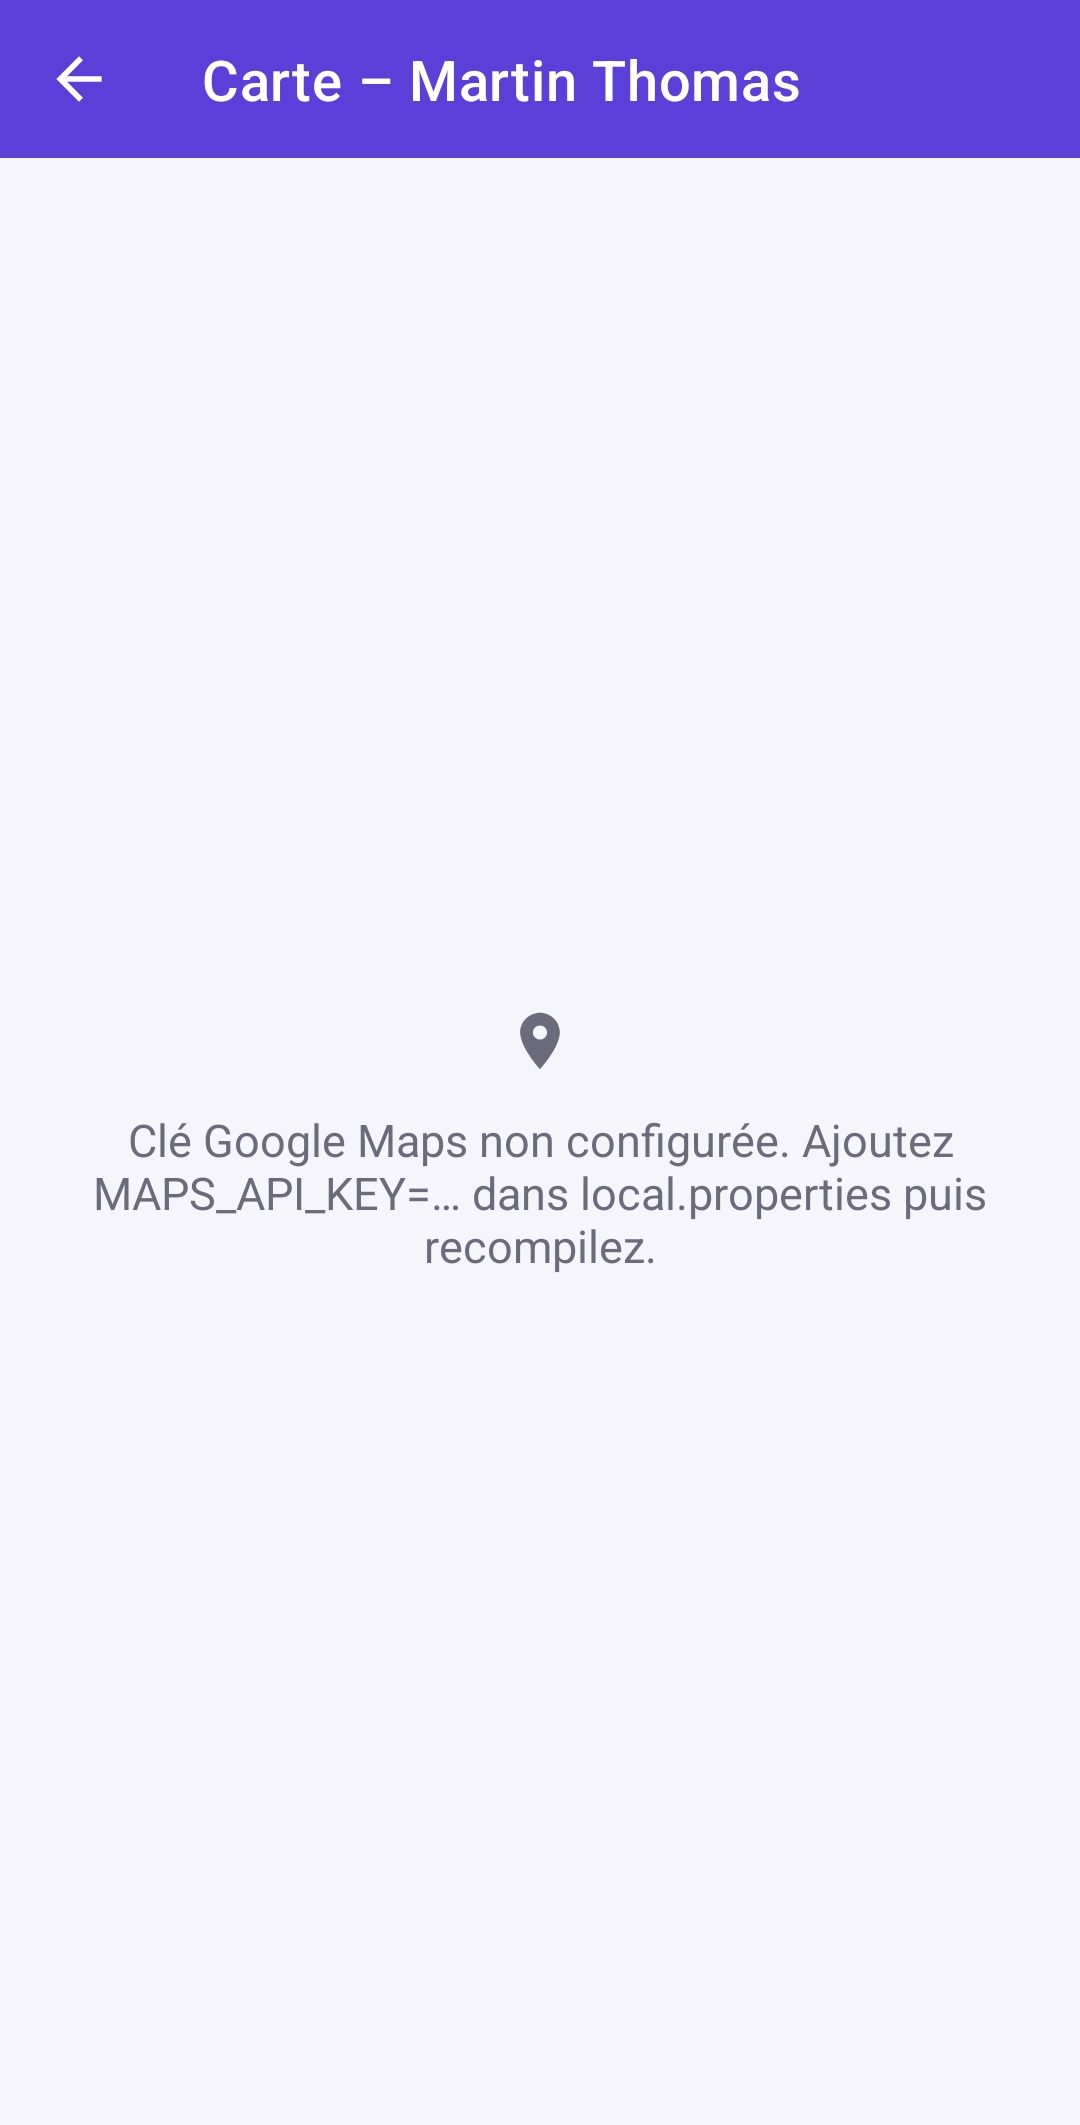 Carte – Martin Thomas
Clé Google Maps non configurée. Ajoutez
MAPS_API_KEY=… dans local.properties puis
recompilez.